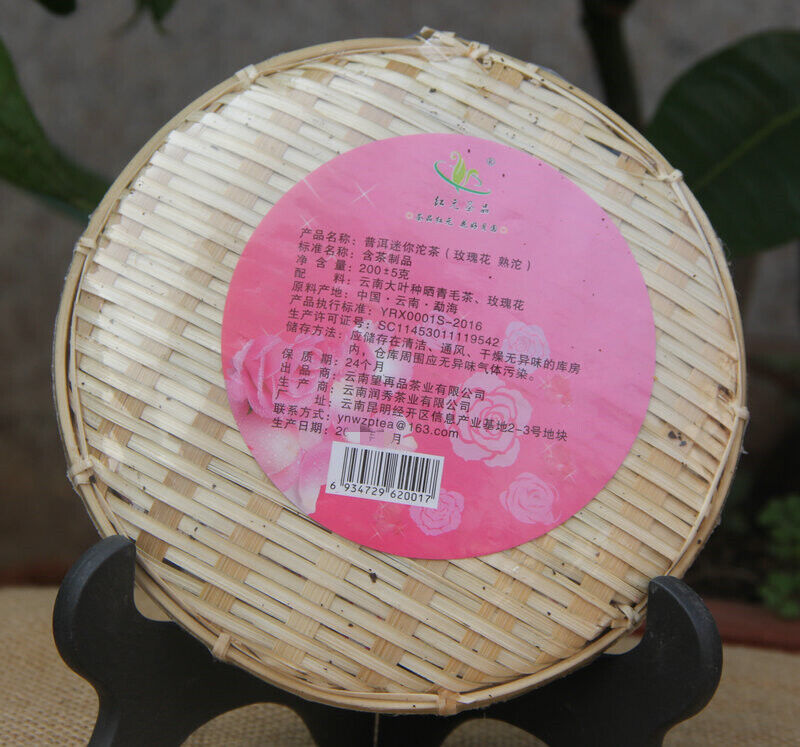 ®
红元茶品
产品名称：普洱迷你沱茶（玫瑰花 熟沱）
标准名称：含茶制品
净 含 量：200±5克
配 料：云南大叶种晒青毛茶、玫瑰花
原料产地：中国·云南·勐海
产品执行标准：YRX0001S-2016
生产许可证号：SC11453011119542
储存方法：应储存在清洁、通风、干燥无异味的库房
内，仓库周围应无异味气体污染。
保 质 期：24个月
出 品 商：云南望再品茶业有限公司
生 产 商：云南润秀茶业有限公司
厂 址：云南昆明经开区信息产业基地2-3号地块
联系方式：ynwzptea@163.com
生产日期：20 年 月
6 934729 620017